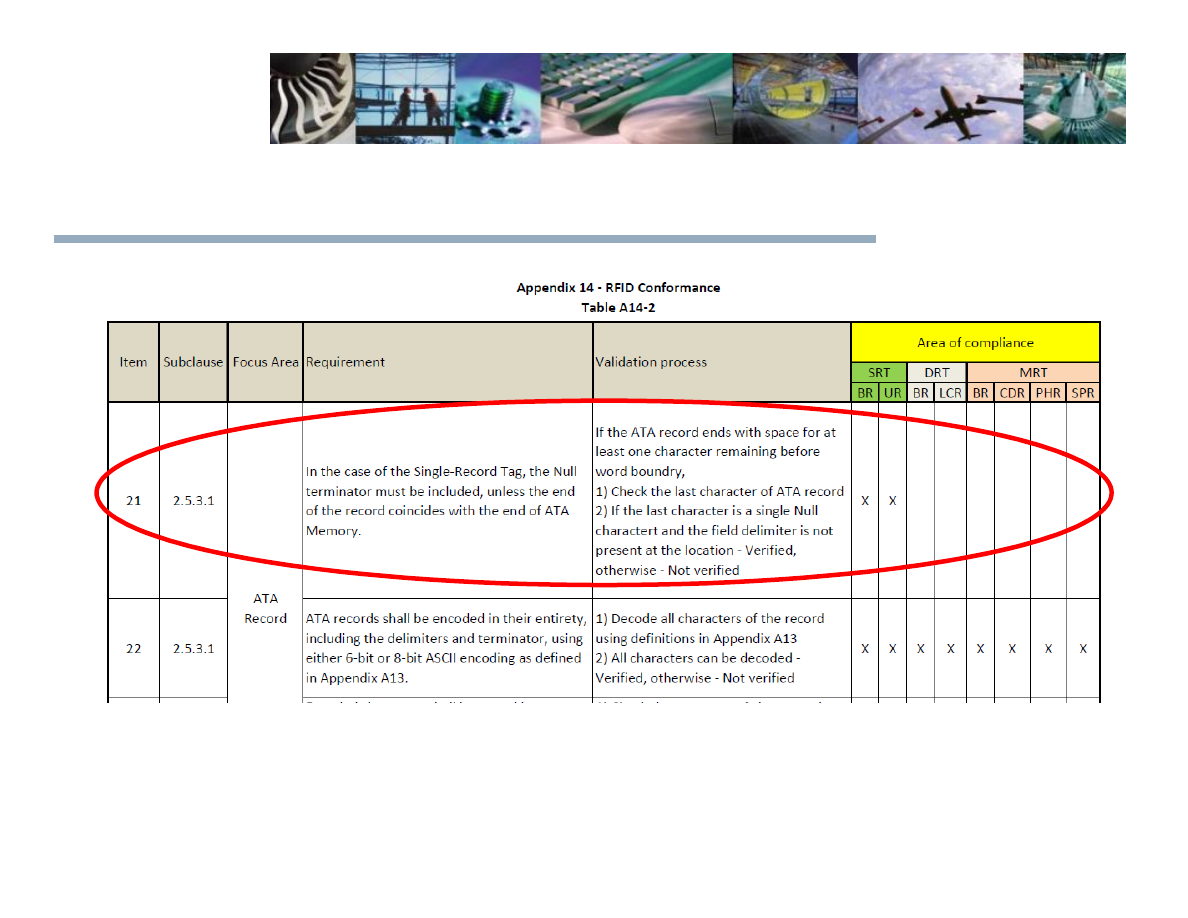 Appendix 14 - RFID Conformance
Table A14-2
Item
Subclause
Focus Area
Requirement
Validation process
Area of compliance
SRT
DRT
MRT
BR
UR
BR
LCR
BR
CDR
PHR
SPR
21
2.5.3.1
In the case of the Single-Record Tag, the Null
terminator must be included, unless the end
of the record coincides with the end of ATA
Memory.
If the ATA record ends with space for at
least one character remaining before
word boundry,
1) Check the last character of ATA record
2) If the last character is a single Null
charactert and the field delimiter is not
present at the location - Verified,
otherwise - Not verified
X
X
ATA
Record
22
2.5.3.1
ATA records shall be encoded in their entirety,
including the delimiters and terminator, using
either 6-bit or 8-bit ASCII encoding as defined
in Appendix A13.
1) Decode all characters of the record
using definitions in Appendix A13
2) All characters can be decoded -
Verified, otherwise - Not verified
X
X
X
X
X
X
X
X